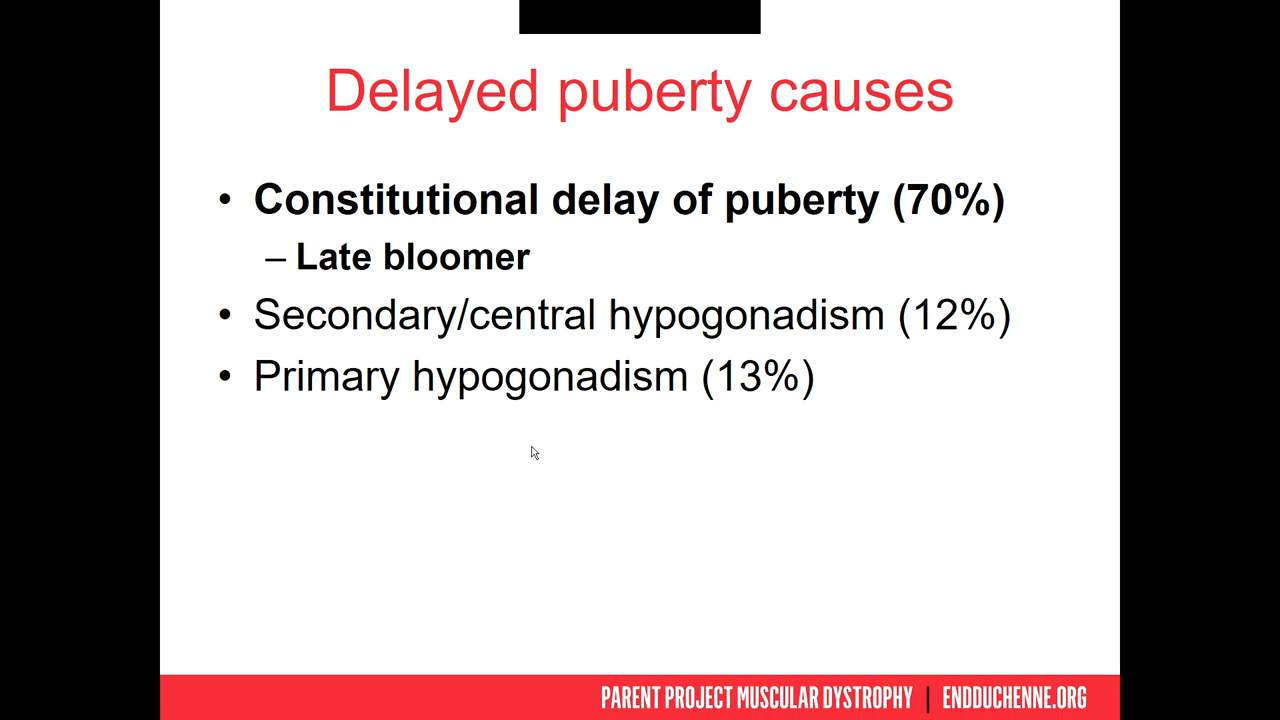 Delayed puberty causes
• Constitutional delay of puberty (70%)
– Late bloomer
• Secondary/central hypogonadism (12%)
• Primary hypogonadism (13%)
PARENT PROJECT MUSCULAR DYSTROPHY | ENDDUCHENNE.ORG